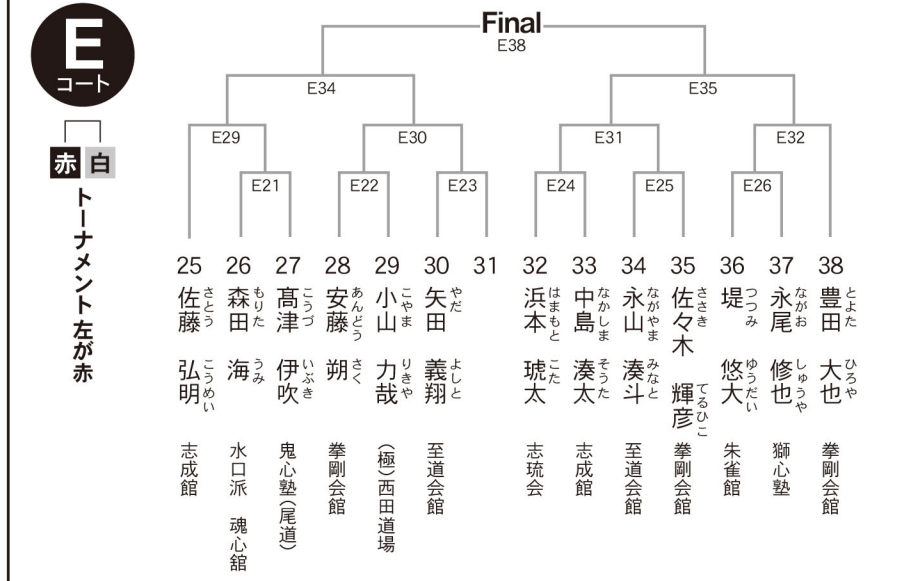 E
コート
赤 白
トーナメント左が赤
Final
E38
E34
E35
E29
E30
E31
E32
E21
E22
E23
E24
E25
E26
25
佐藤 弘明
さとう こうめい
志成館
26
森田 海
もりた うみ
水口派 魂心舘
27
髙津 伊吹
こうづ いぶき
鬼心塾(尾道)
28
安藤 朔
あんどう さく
拳剛会館
29
小山 力哉
こやま りきや
(極)西田道場
30
矢田 義翔
やだ よしと
至道会館
31
32
浜本 琥太
はまもと こた
志琉会
33
中島 湊太
なかしま そうた
志成館
34
永山 湊斗
ながやま みなと
至道会館
35
佐々木 輝彦
ささき てるひこ
拳剛会館
36
堤 悠大
つつみ ゆうだい
朱雀館
37
永尾 修也
ながお しゅうや
獅心塾
38
豊田 大也
とよた ひろや
拳剛会館